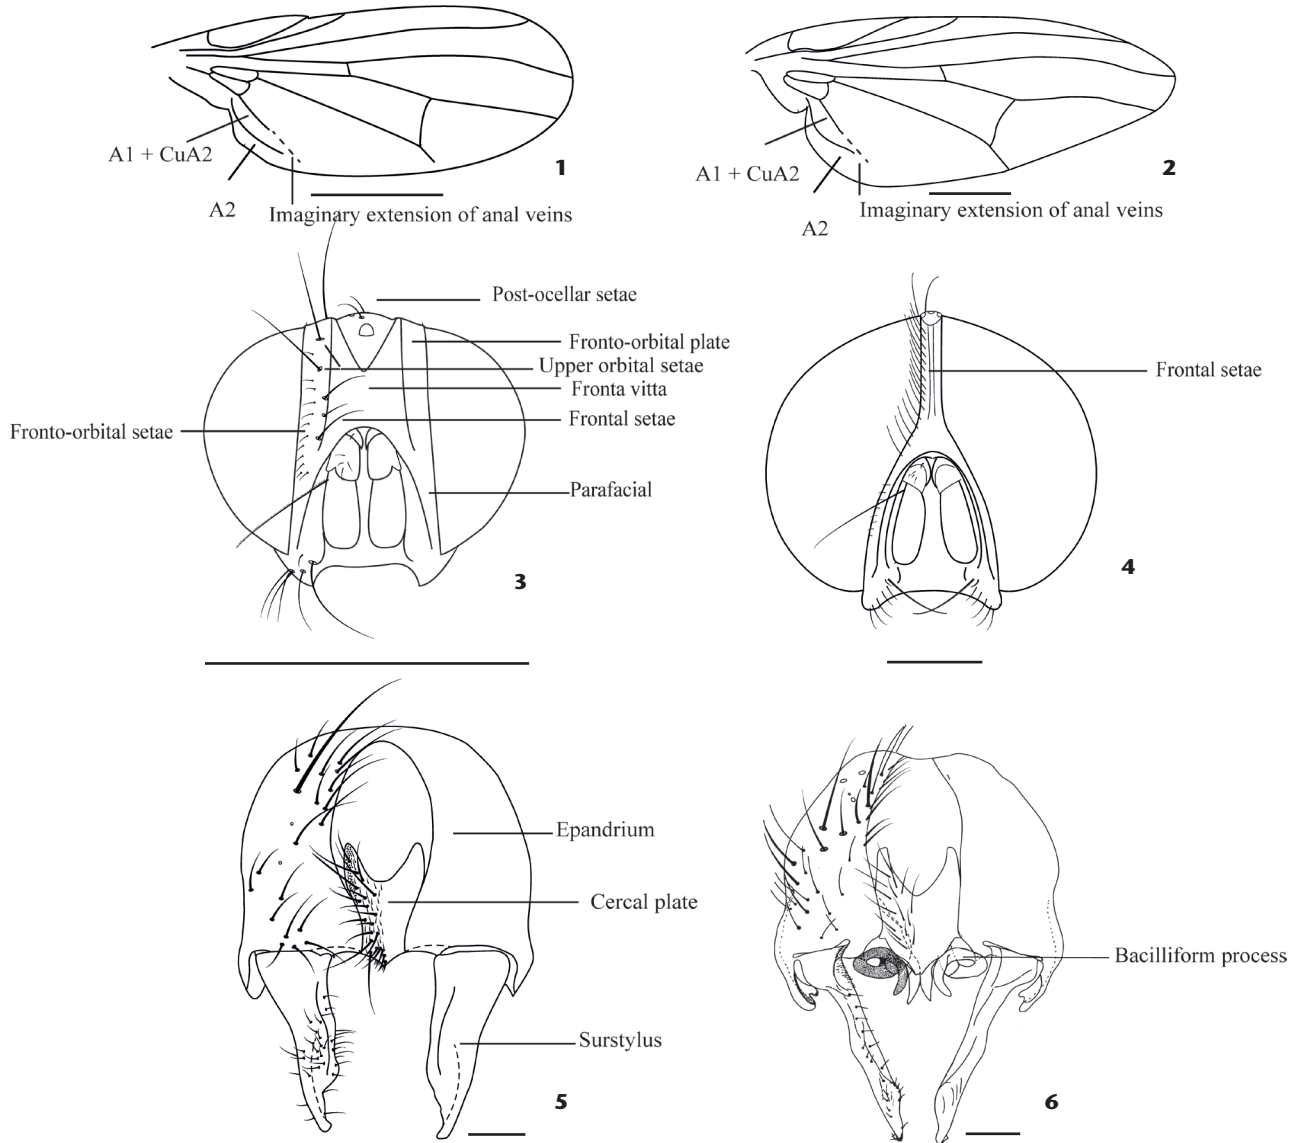 A1 + CuA2
A2
Imaginary extension of anal veins
1
A1 + CuA2
A2
Imaginary extension of anal veins
2
Post-ocellar setae
Fronto-orbital plate
Upper orbital setae
Fronta vitta
Frontal setae
Fronto-orbital setae
Parafacial
3
Frontal setae
4
Epandrium
Cercal plate
Surstylus
5
Bacilliform process
6